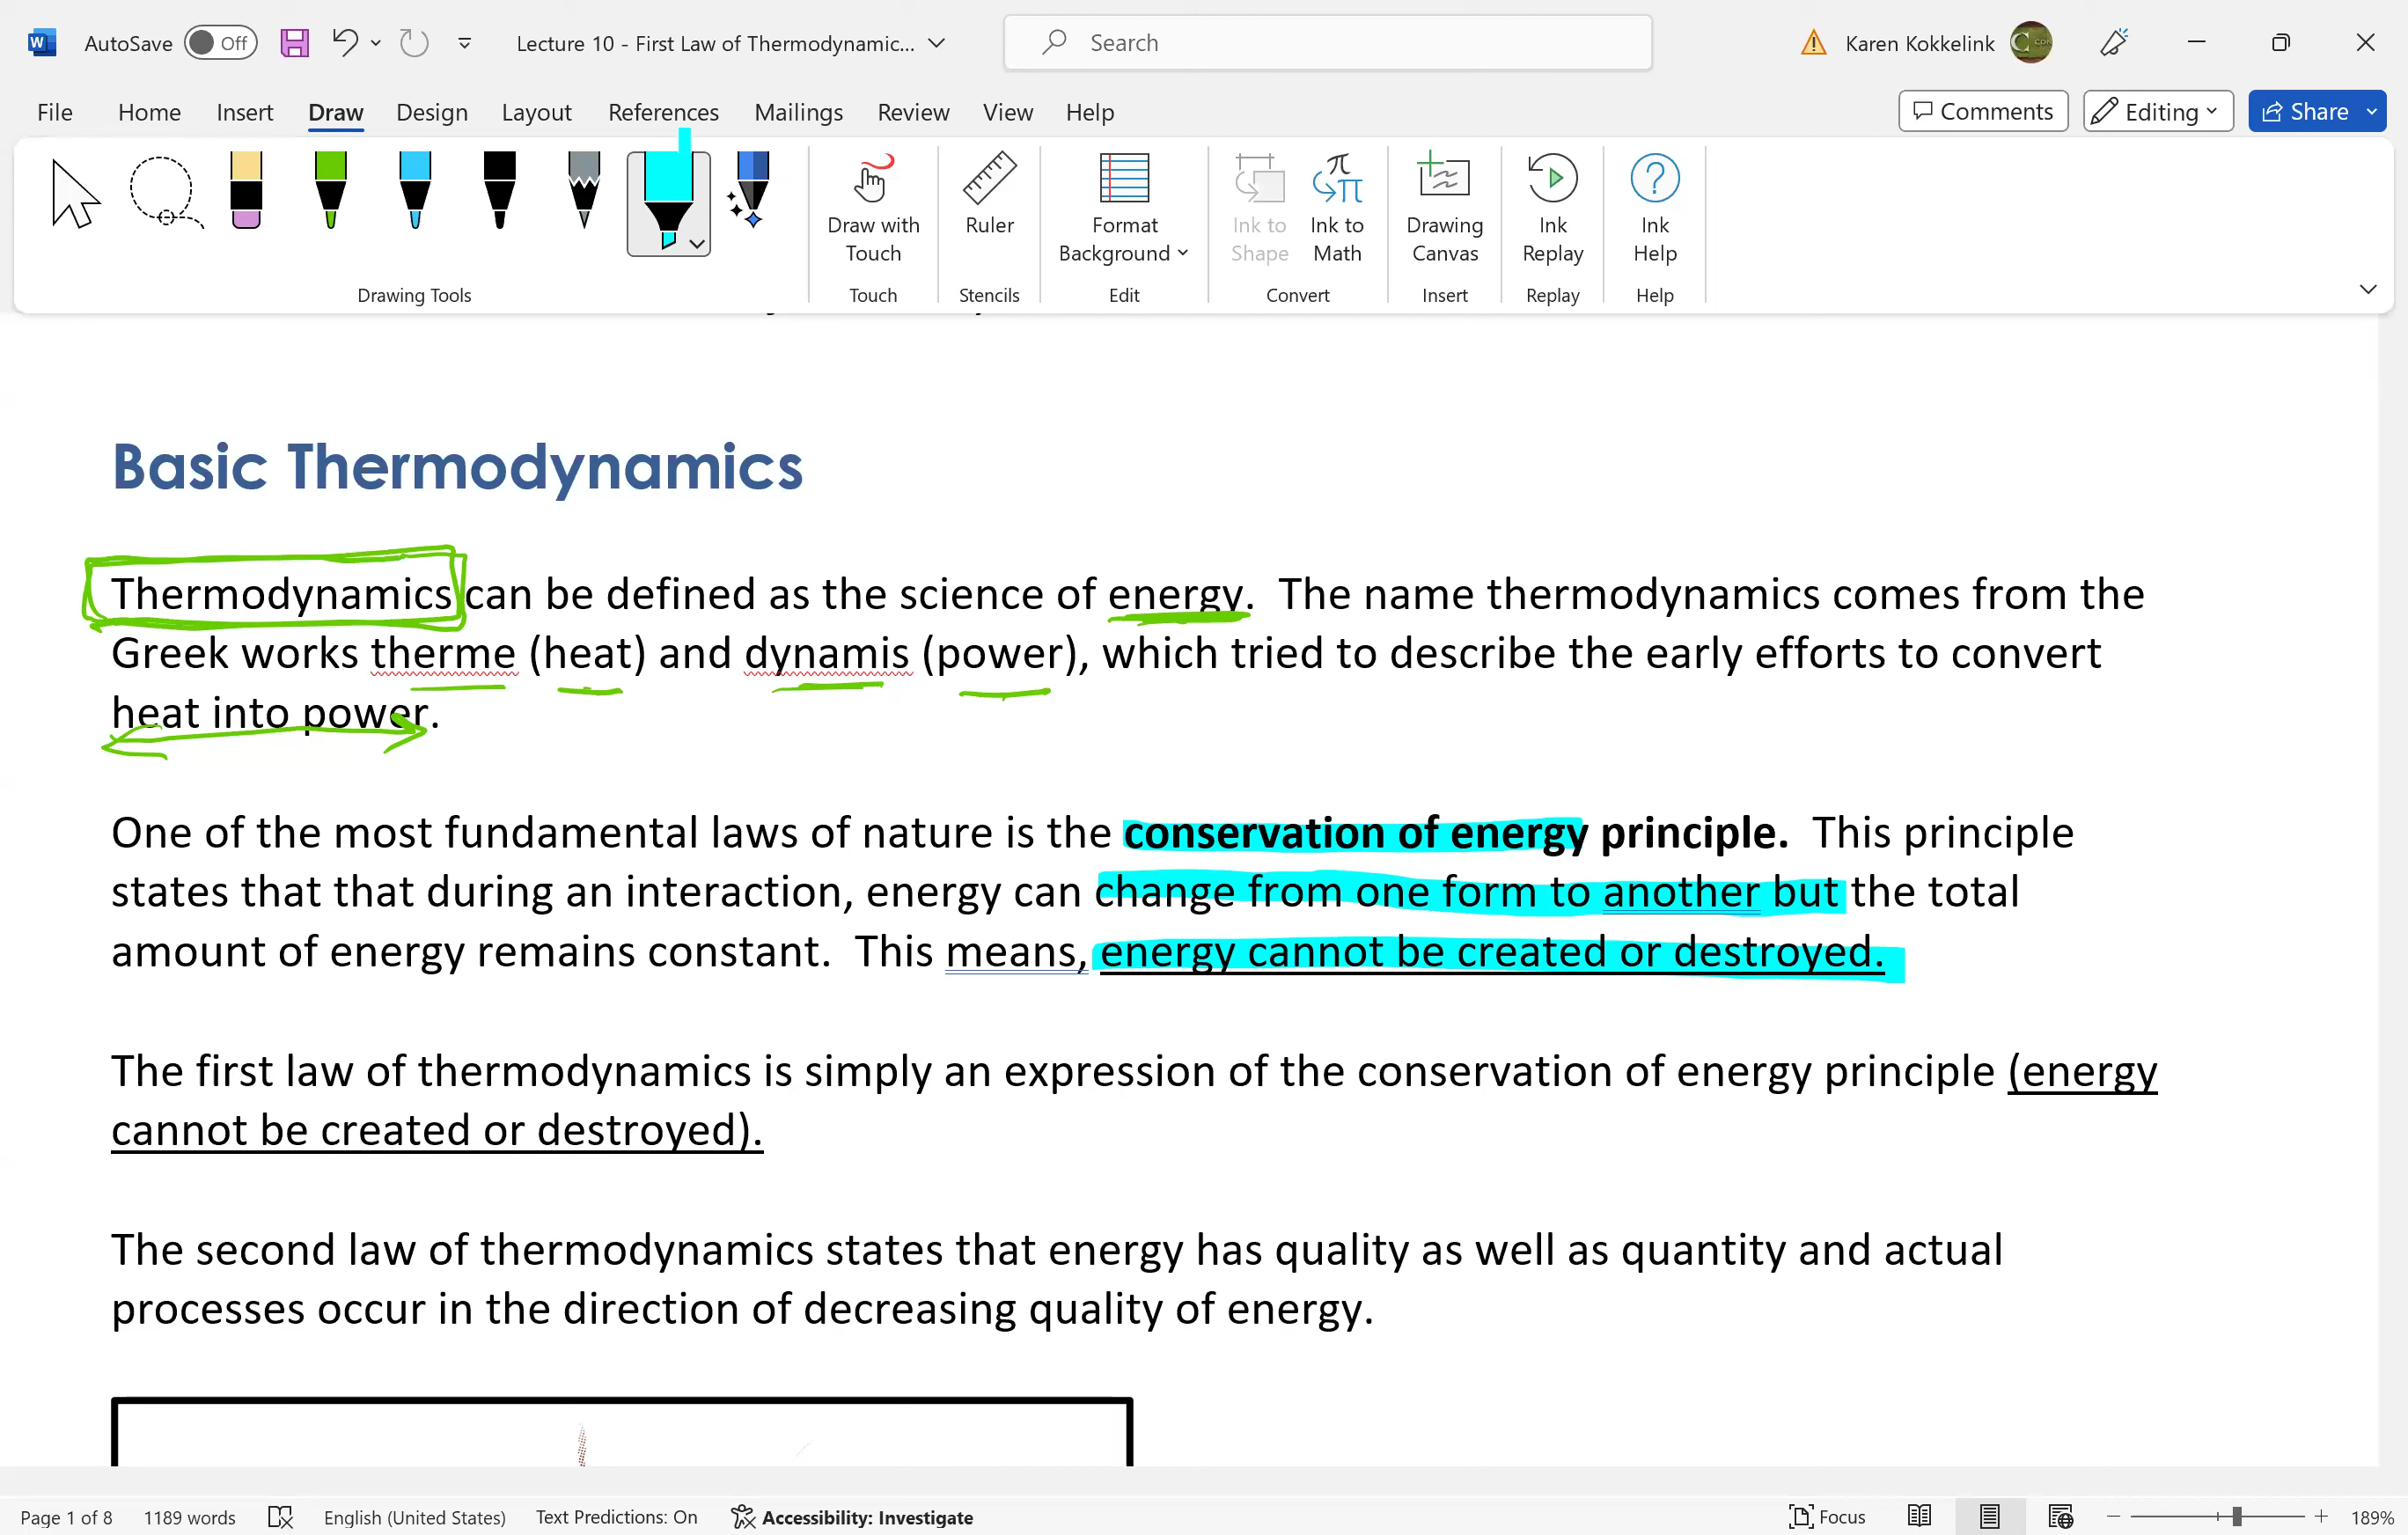 AutoSave Off Lecture 10 - First Law of Thermodynamic... Search Karen Kokkelink
File Home Insert Draw Design Layout References Mailings Review View Help Comments Editing Share
Draw with Touch Ruler Format Background Ink to Shape Ink to Math Drawing Canvas Ink Replay Ink Help
Drawing Tools Touch Stencils Edit Convert Insert Replay Help
Basic Thermodynamics
Thermodynamics can be defined as the science of energy. The name thermodynamics comes from the
Greek works therme (heat) and dynamis (power), which tried to describe the early efforts to convert
heat into power.
One of the most fundamental laws of nature is the conservation of energy principle. This principle
states that that during an interaction, energy can change from one form to another but the total
amount of energy remains constant. This means, energy cannot be created or destroyed.
The first law of thermodynamics is simply an expression of the conservation of energy principle (energy
cannot be created or destroyed).
The second law of thermodynamics states that energy has quality as well as quantity and actual
processes occur in the direction of decreasing quality of energy.
Page 1 of 8 1189 words English (United States) Text Predictions: On Accessibility: Investigate Focus 189%